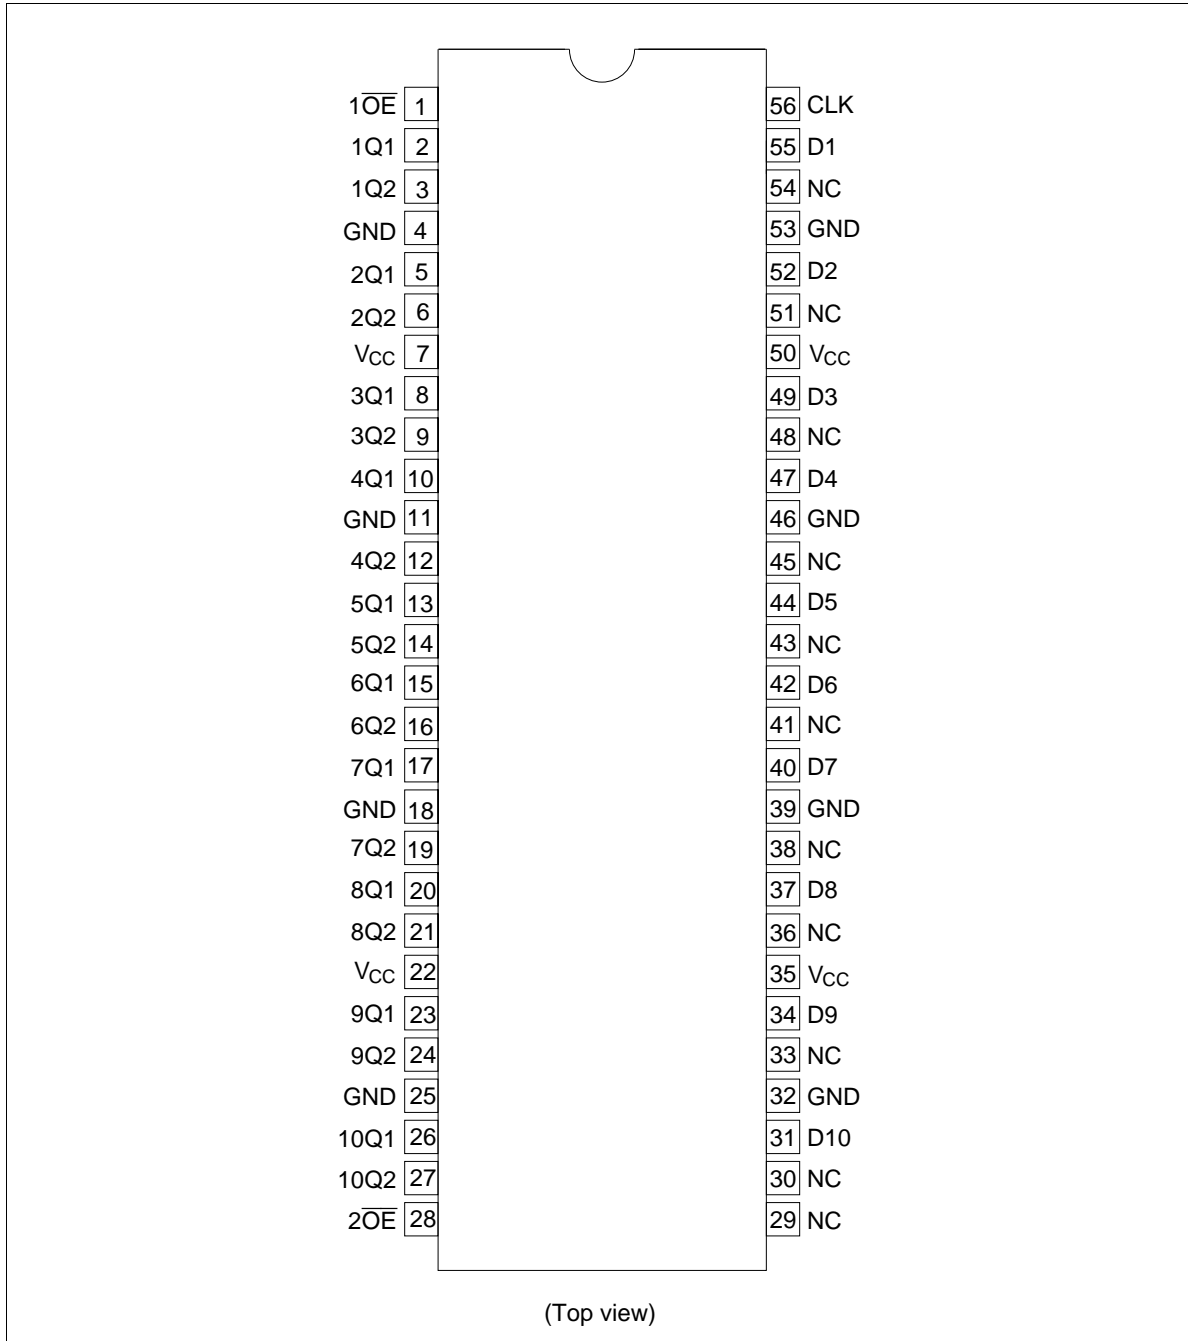 1O̅E̅ 1 56 CLK
1Q1 2 55 D1
1Q2 3 54 NC
GND 4 53 GND
2Q1 5 52 D2
2Q2 6 51 NC
VCC 7 50 VCC
3Q1 8 49 D3
3Q2 9 48 NC
4Q1 10 47 D4
GND 11 46 GND
4Q2 12 45 NC
5Q1 13 44 D5
5Q2 14 43 NC
6Q1 15 42 D6
6Q2 16 41 NC
7Q1 17 40 D7
GND 18 39 GND
7Q2 19 38 NC
8Q1 20 37 D8
8Q2 21 36 NC
VCC 22 35 VCC
9Q1 23 34 D9
9Q2 24 33 NC
GND 25 32 GND
10Q1 26 31 D10
10Q2 27 30 NC
2O̅E̅ 28 29 NC
(Top view)